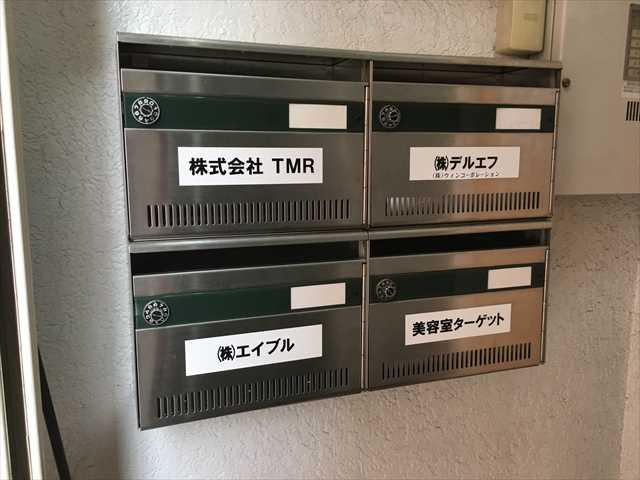 株式会社 TMR
㈱デルエフ
(株)ウィンコーポレーション
㈱エイブル
美容室ターゲット